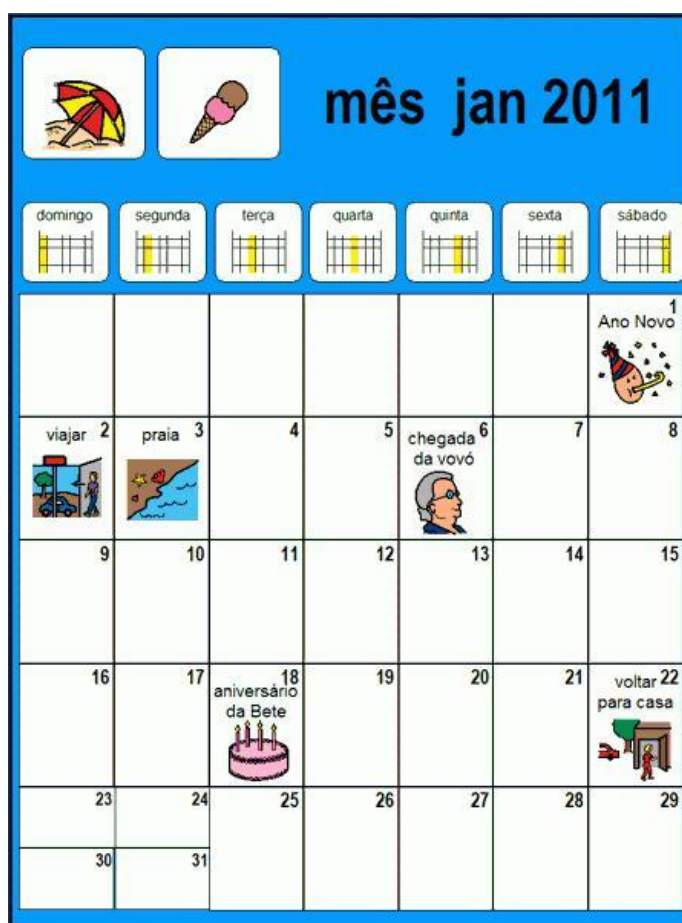 mês jan 2011
domingo segunda terça quarta quinta sexta sábado
1
Ano Novo
viajar 2 praia 3 4 5 chegada 6 7 8
da vovó
9 10 11 12 13 14 15
16 17 18 19 20 21 voltar 22
aniversário para casa
da Bete
23 24 25 26 27 28 29
30 31